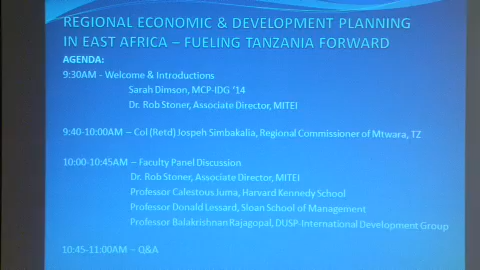 REGIONAL ECONOMIC & DEVELOPMENT PLANNING
IN EAST AFRICA – FUELING TANZANIA FORWARD
AGENDA:
9:30AM - Welcome & Introductions
Sarah Dimson, MCP-IDG '14
Dr. Rob Stoner, Associate Director, MITEI
9:40-10:00AM – Col (Retd) Jospeh Simbakalia, Regional Commissioner of Mtwara, TZ
10:00-10:45AM – Faculty Panel Discussion
Dr. Rob Stoner, Associate Director, MITEI
Professor Calestous Juma, Harvard Kennedy School
Professor Donald Lessard, Sloan School of Management
Professor Balakrishnan Rajagopal, DUSP-International Development Group
10:45-11:00AM – Q&A